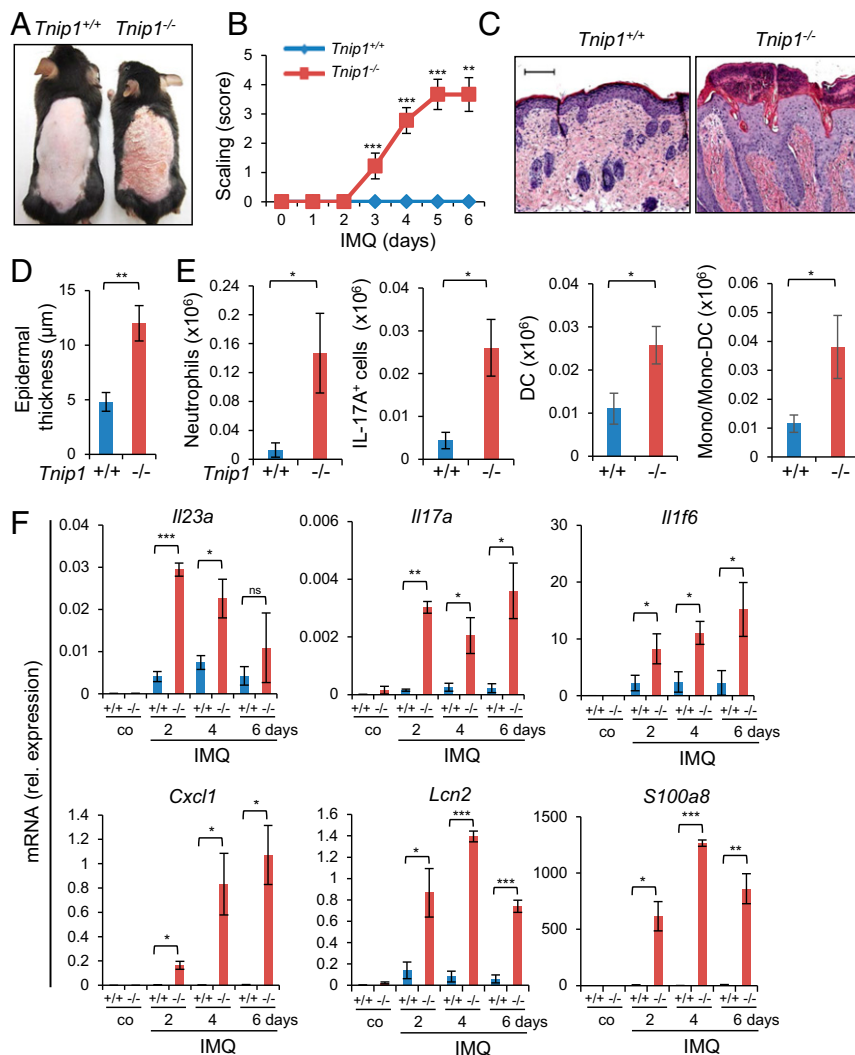 A
Tnip1+/+ Tnip1-/-
B
Tnip1+/+
Tnip1-/-
Scaling (score)
5
4
3
2
1
0
***
***
***
**
0 1 2 3 4 5 6
IMQ (days)
C
Tnip1+/+ Tnip1-/-
D
Epidermal
thickness (µm)
15
10
5
0
**
Tnip1 +/+ -/-
E
Neutrophils (x10⁶)
0.24
0.2
0.16
0.12
0.08
0.04
0
*
Tnip1 +/+ -/-
IL-17A⁺ cells (x10⁶)
0.04
0.03
0.02
0.01
0
*
+/+ -/-
DC (x10⁶)
0.04
0.03
0.02
0.01
0
*
+/+ -/-
Mono/Mono-DC (x10⁶)
0.06
0.05
0.04
0.03
0.02
0.01
0
*
+/+ -/-
F
mRNA (rel. expression)
Il23a
0.04
0.03
0.02
0.01
0
***
*
ns
+/+ -/- +/+ -/- +/+ -/- +/+ -/-
co 2 4 6 days
IMQ
Il17a
0.006
0.004
0.002
0
**
*
*
+/+ -/- +/+ -/- +/+ -/- +/+ -/-
co 2 4 6 days
IMQ
Il1f6
30
20
10
0
*
*
*
+/+ -/- +/+ -/- +/+ -/- +/+ -/-
co 2 4 6 days
IMQ
Cxcl1
1.4
1.2
1
0.8
0.6
0.4
0.2
0
*
*
*
+/+ -/- +/+ -/- +/+ -/- +/+ -/-
co 2 4 6 days
IMQ
Lcn2
1.6
1.4
1.2
1
0.8
0.6
0.4
0.2
0
*
***
***
+/+ -/- +/+ -/- +/+ -/- +/+ -/-
co 2 4 6 days
IMQ
S100a8
1500
1000
500
0
*
***
**
+/+ -/- +/+ -/- +/+ -/- +/+ -/-
co 2 4 6 days
IMQ